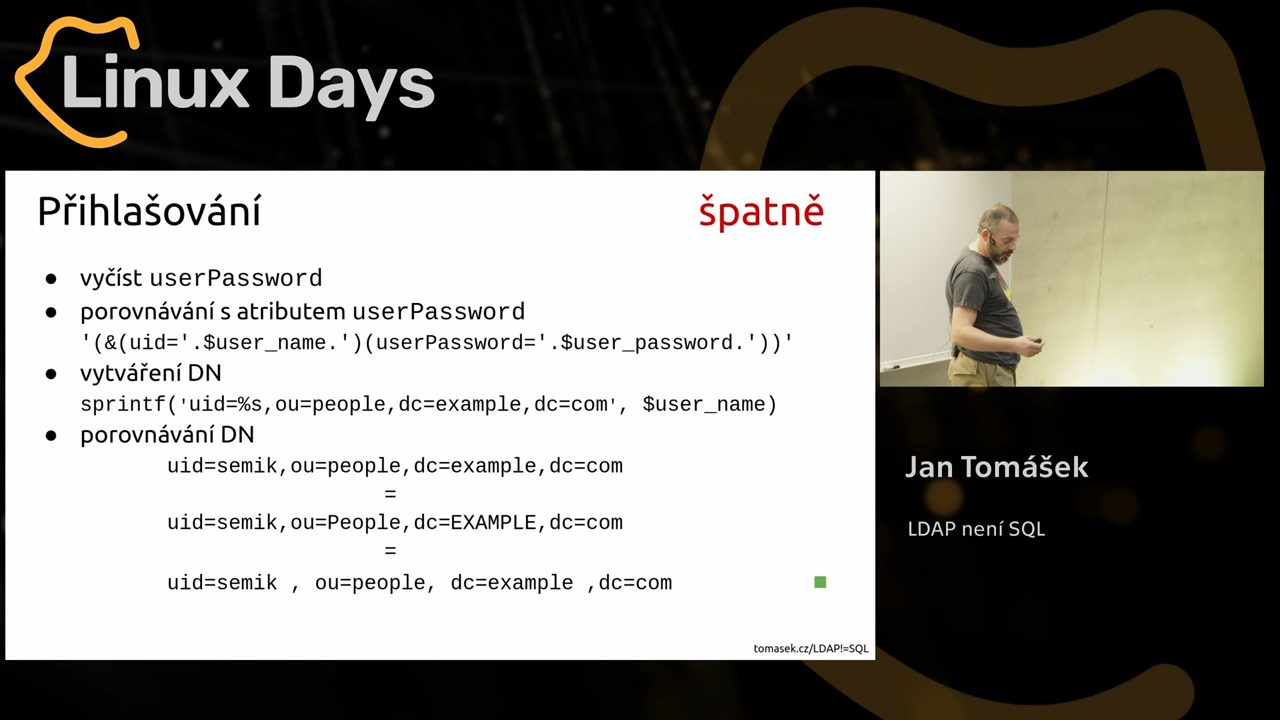 Linux Days
Přihlašování
špatně
● vyčíst userPassword
● porovnávání s atributem userPassword
'(&(uid='.$user_name.')(userPassword='.$user_password.'))'
● vytváření DN
sprintf('uid=%s,ou=people,dc=example,dc=com', $user_name)
● porovnávání DN
uid=semik,ou=people,dc=example,dc=com
=
uid=semik,ou=People,dc=EXAMPLE,dc=com
=
uid=semik , ou=people, dc=example ,dc=com
tomasek.cz/LDAP!=SQL
Jan Tomášek
LDAP není SQL